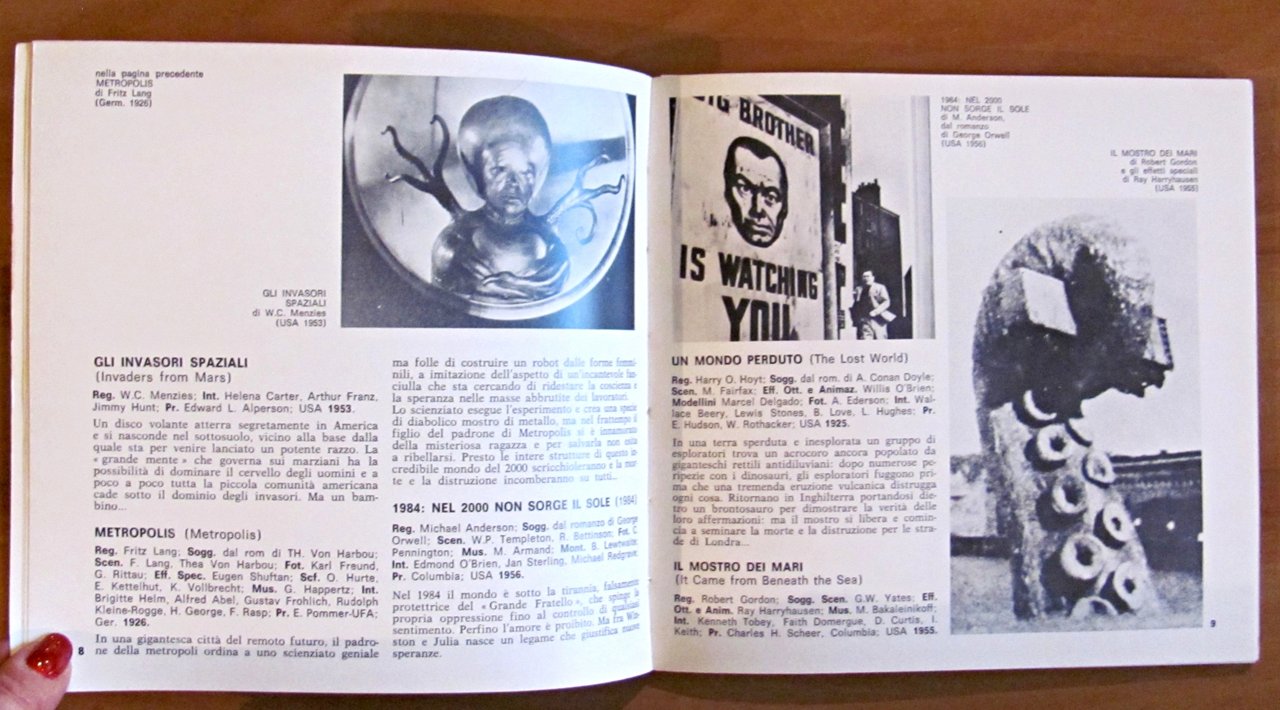 nella pagina precedente
METROPOLIS
di Fritz Lang
(Germ. 1926)
GLI INVASORI
SPAZIALI
di W.C. Menzies
(USA 1953)
GLI INVASORI SPAZIALI
(Invaders from Mars)
Reg. W.C. Menzies; Int. Helena Carter, Arthur Franz,
Jimmy Hunt; Pr. Edward L. Alperson; USA 1953.
Un disco volante atterra segretamente in America
e si nasconde nel sottosuolo, vicino alla base dalla
quale sta per venire lanciato un potente razzo. La
« grande mente » che governa sui marziani ha la
possibilità di dominare il cervello degli uomini e a
poco a poco tutta la piccola comunità americana
cade sotto il dominio degli invasori. Ma un bam-
bino...
METROPOLIS (Metropolis)
Reg. Fritz Lang; Sogg. dal rom di TH. Von Harbou;
Scen. F. Lang, Thea Von Harbou; Fot. Karl Freund,
G. Rittau; Eff. Spec. Eugen Shuftan; Scf. O. Hurte,
E. Kettelhut, K. Vollbrecht; Mus. G. Happertz; Int.
Brigitte Helm, Alfred Abel, Gustav Frohlich, Rudolph
Kleine-Rogge, H. George, F. Rasp; Pr. E. Pommer-UFA;
Ger. 1926.
In una gigantesca città del remoto futuro, il padro-
ne della metropoli ordina a uno scienziato geniale
8
ma folle di costruire un robot dalle forme femmi-
nili, a imitazione dell'aspetto di un'incantevole fan-
ciulla che sta cercando di ridestare la coscienza e
la speranza nelle masse abbrutite dei lavoratori.
Lo scienziato esegue l'esperimento e crea una specie
di diabolico mostro di metallo, ma nel frattempo il
figlio del padrone di Metropolis si è innamorato
della misteriosa ragazza e per salvarla non esita
a ribellarsi. Presto le intere strutture di questo in-
credibile mondo del 2000 scricchioleranno e la mor-
te e la distruzione incomberanno su tutti...
1984: NEL 2000 NON SORGE IL SOLE (1984)
Reg. Michael Anderson; Sogg. dal romanzo di George
Orwell; Scen. W.P. Templeton, R. Bettinson; Fot. C.
Pennington; Mus. M. Armand; Mont. B. Lewtwaite;
Int. Edmond O'Brien, Jan Sterling, Michael Redgrave;
Pr. Columbia; USA 1956.
Nel 1984 il mondo è sotto la tirannia, falsamente
protettrice del « Grande Fratello », che spinge la
propria oppressione fino al controllo di qualsiasi
sentimento. Perfino l'amore è proibito. Ma fra Win-
ston e Julia nasce un legame che giustifica nuove
speranze.
BIG BROTHER
IS WATCHING
YOU
1984: NEL 2000
NON SORGE IL SOLE
di M. Anderson,
dal romanzo
di George Orwell
(USA 1956)
IL MOSTRO DEI MARI
di Robert Gordon
e gli effetti speciali
di Ray Harryhausen
(USA 1955)
UN MONDO PERDUTO (The Lost World)
Reg. Harry O. Hoyt; Sogg. dal rom. di A. Conan Doyle;
Scen. M. Fairfax; Eff. Ott. e Animaz. Willis O'Brien;
Modellini Marcel Delgado; Fot. A. Ederson; Int. Wal-
lace Beery, Lewis Stones, B. Love, L. Hughes; Pr.
E. Hudson, W. Rothacker; USA 1925.
In una terra sperduta e inesplorata un gruppo di
esploratori trova un acrocoro ancora popolato da
giganteschi rettili antidiluviani: dopo numerose pe-
ripezie con i dinosauri, gli esploratori fuggono pri-
ma che una tremenda eruzione vulcanica distrugga
ogni cosa. Ritornano in Inghilterra portandosi die-
tro un brontosauro per dimostrare la verità delle
loro affermazioni: ma il mostro si libera e comin-
cia a seminare la morte e la distruzione per le stra-
de di Londra...
IL MOSTRO DEI MARI
(It Came from Beneath the Sea)
Reg. Robert Gordon; Sogg. Scen. G.W. Yates; Eff.
Ott. e Anim. Ray Harryhausen; Mus. M. Bakaleinikoff;
Int. Kenneth Tobey, Faith Domergue, D. Curtis, I.
Keith; Pr. Charles H. Scheer, Columbia; USA 1955.
9